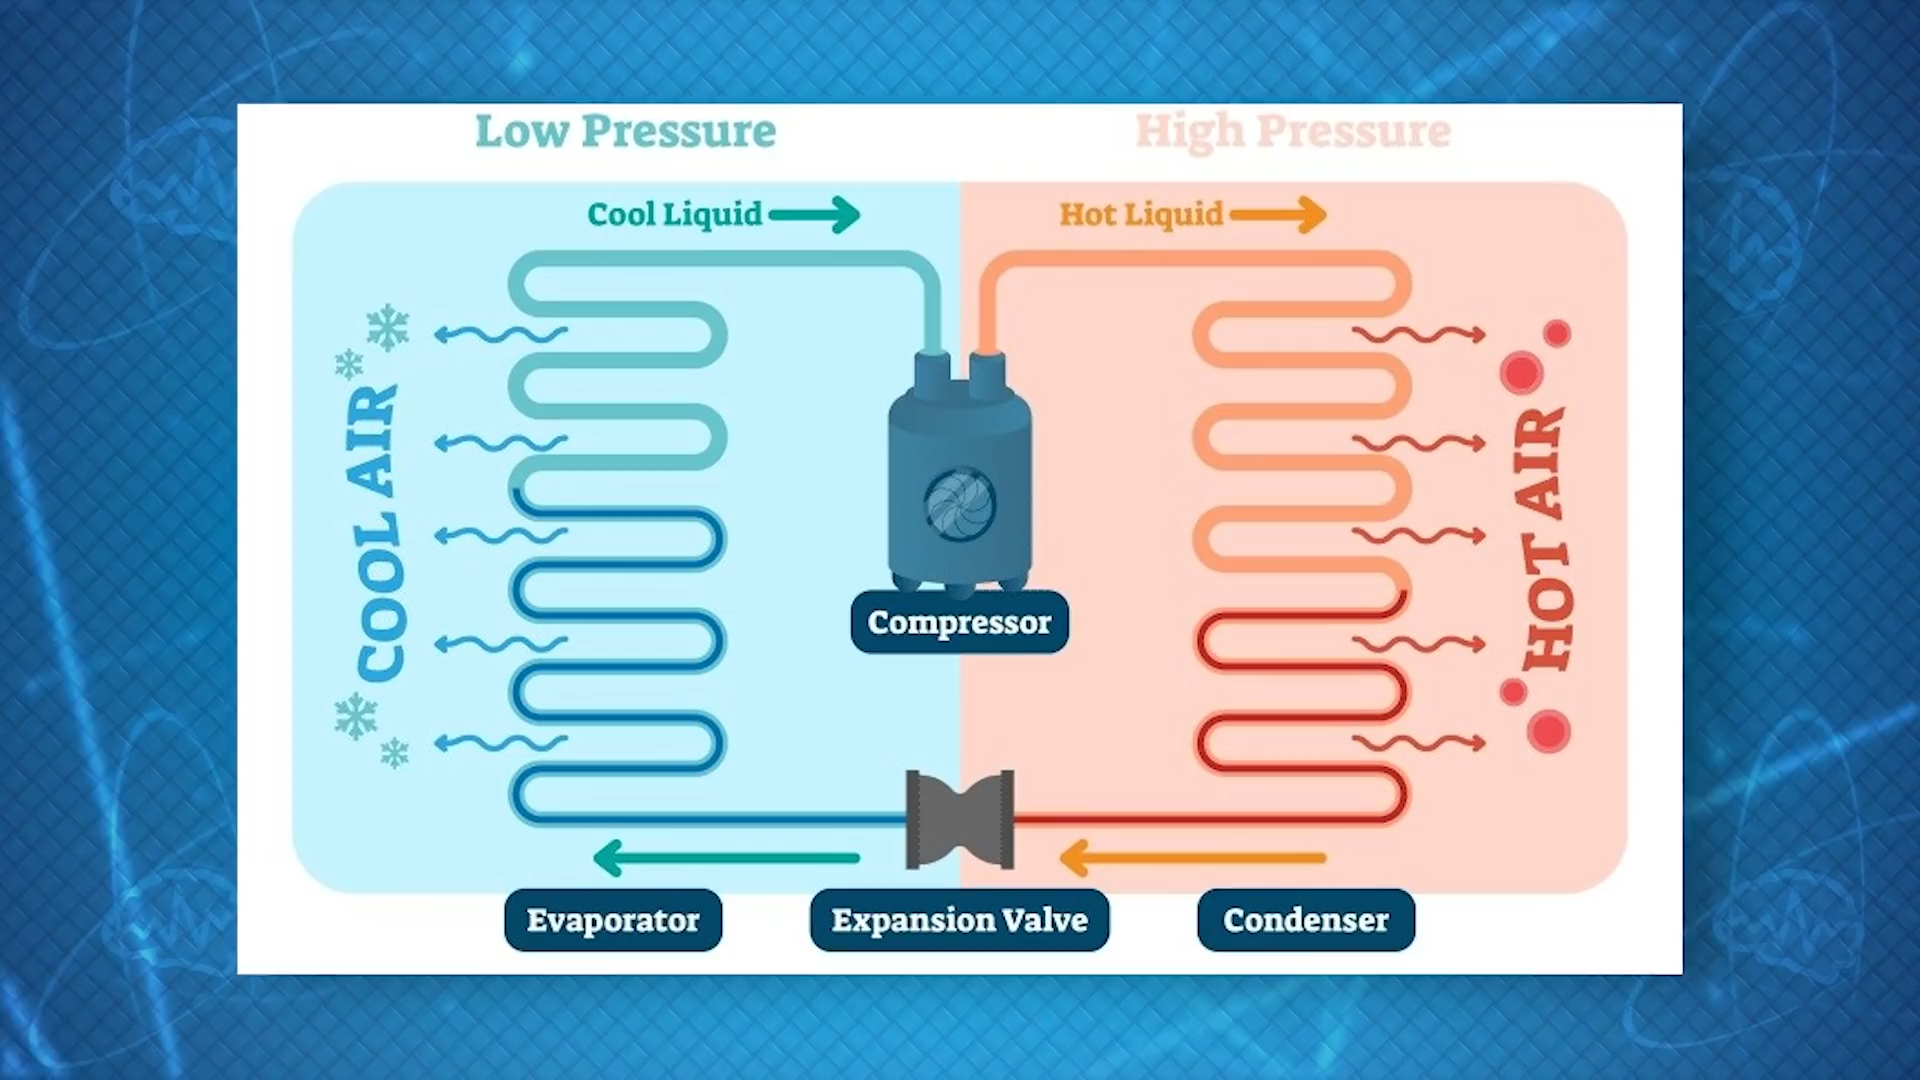 Low Pressure
High Pressure
Cool Liquid
Hot Liquid
COOL AIR
HOT AIR
Compressor
Evaporator
Expansion Valve
Condenser